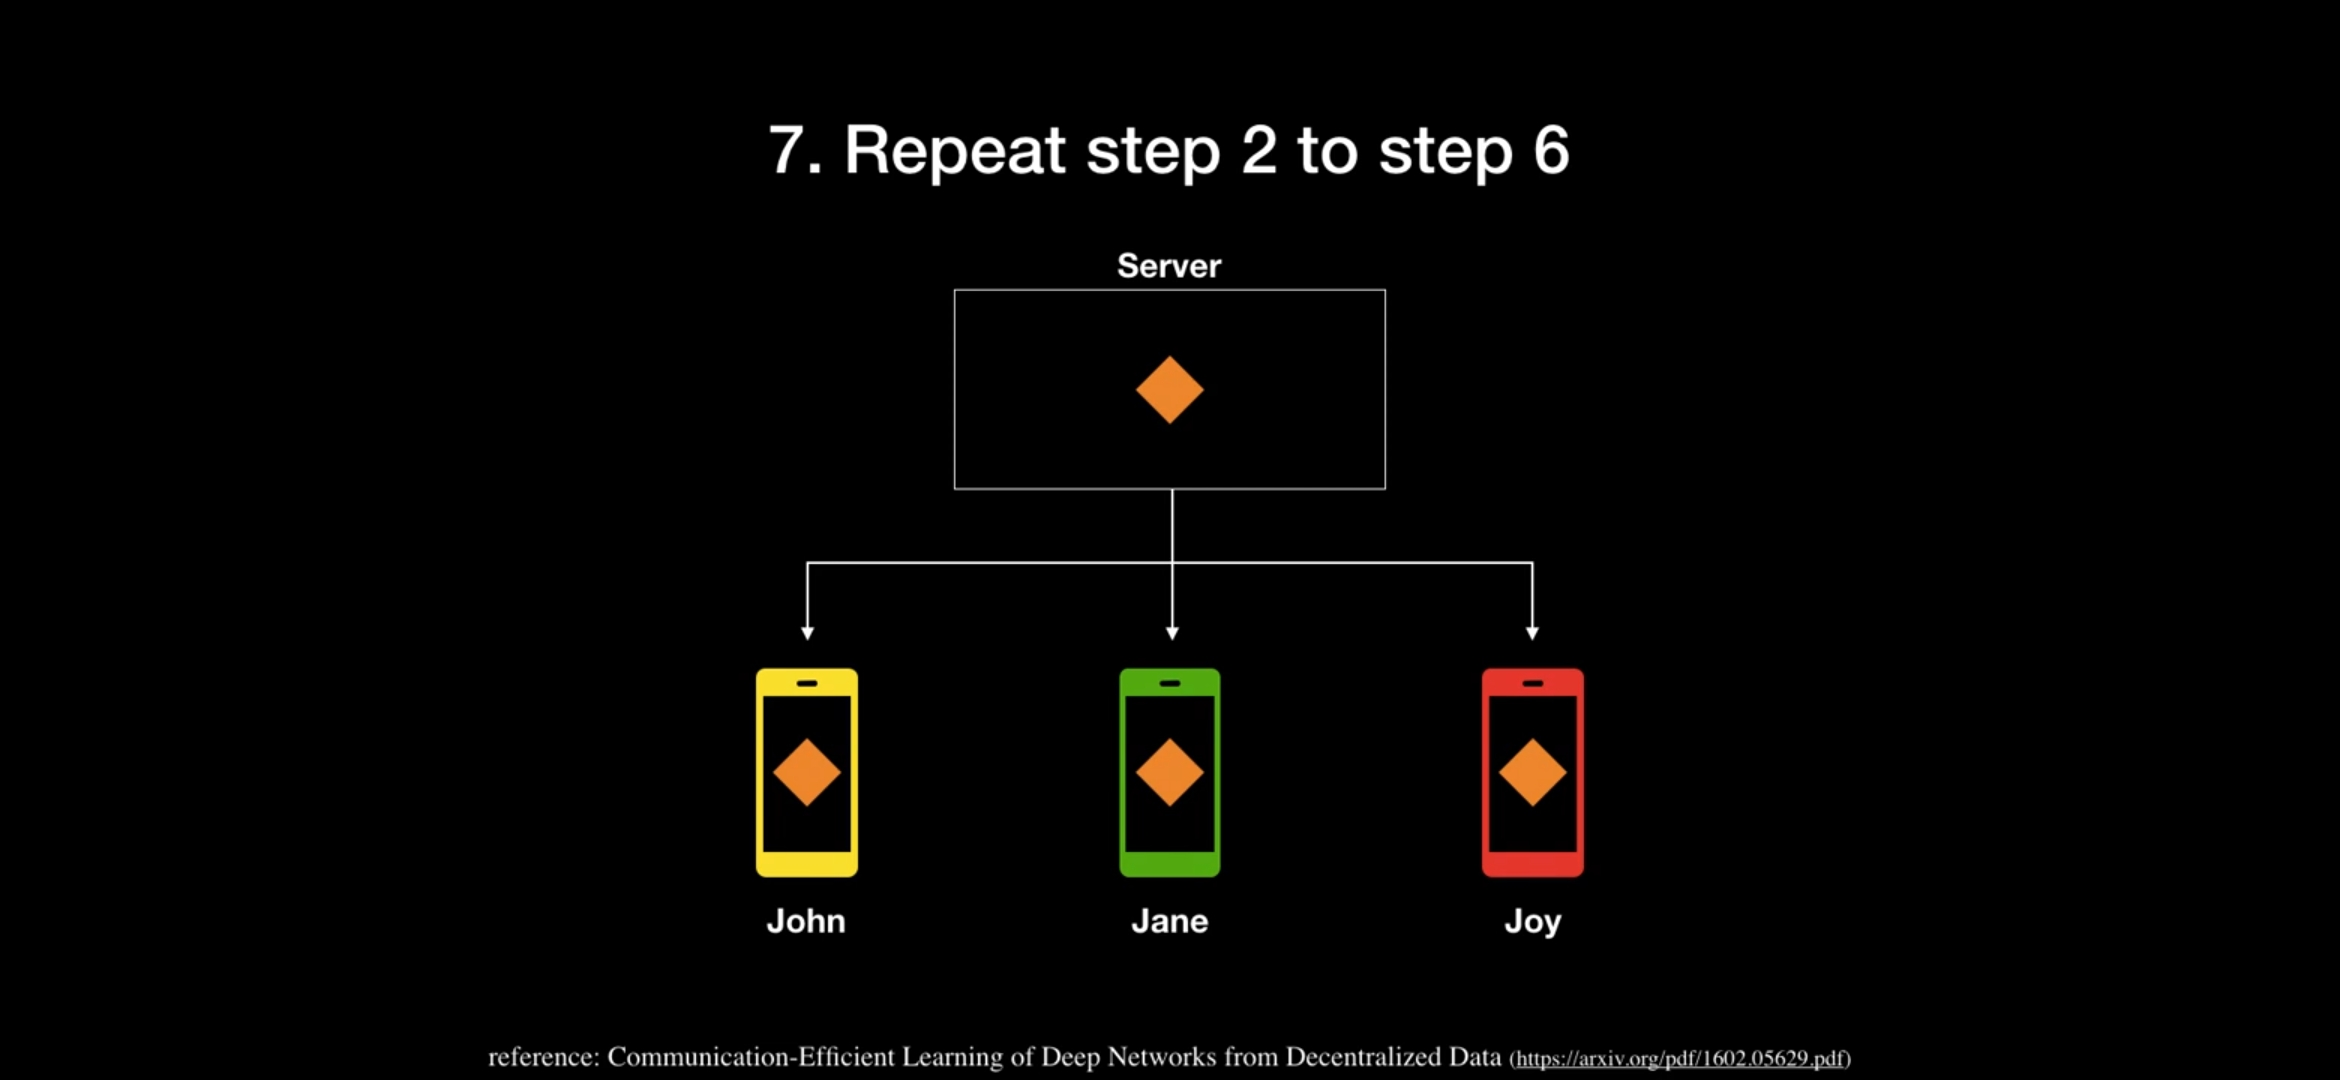 7. Repeat step 2 to step 6
Server
John
Jane
Joy
reference: Communication-Efficient Learning of Deep Networks from Decentralized Data (https://arxiv.org/pdf/1602.05629.pdf)